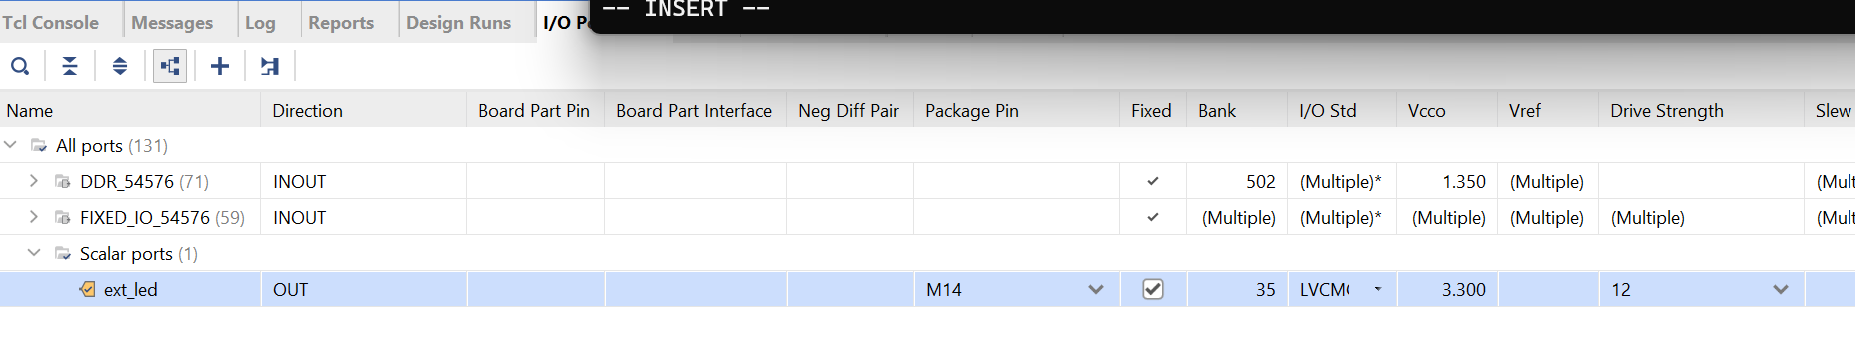 -- INSERT --
Tcl Console Messages Log Reports Design Runs I/O
Name Direction Board Part Pin Board Part Interface Neg Diff Pair Package Pin Fixed Bank I/O Std Vcco Vref Drive Strength Slew
All ports (131)
DDR_54576 (71) INOUT 502 (Multiple)* 1.350 (Multiple)
FIXED_IO_54576 (59) INOUT (Multiple) (Multiple)* (Multiple) (Multiple) (Multiple)
Scalar ports (1)
ext_led OUT M14 35 3.300 12